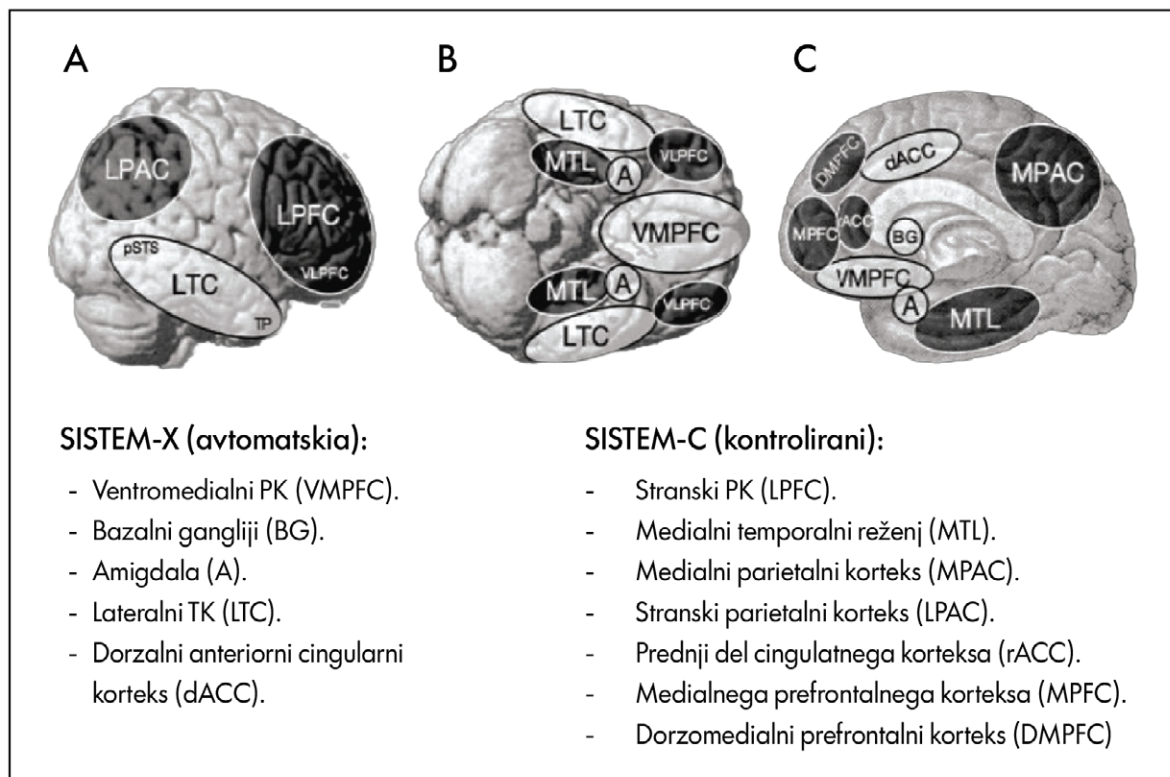 A
B
C
LPAC
LPFC
pSTS
LTC
VLPFC
TP
LTC
MTL
A
VLPFC
VMPFC
MTL
A
VLPFC
LTC
DMPFC
dACC
MPAC
MPFC
rACC
BG
VMPFC
A
MTL
SISTEM-X (avtomatskia):
- Ventromedialni PK (VMPFC).
- Bazalni gangliji (BG).
- Amigdala (A).
- Lateralni TK (LTC).
- Dorzalni anteriorni cingularni
korteks (dACC).
SISTEM-C (kontrolirani):
- Stranski PK (LPFC).
- Medialni temporalni reženj (MTL).
- Medialni parietalni korteks (MPAC).
- Stranski parietalni korteks (LPAC).
- Prednji del cingulatnega korteksa (rACC).
- Medialnega prefrontalnega korteksa (MPFC).
- Dorzomedialni prefrontalni korteks (DMPFC)